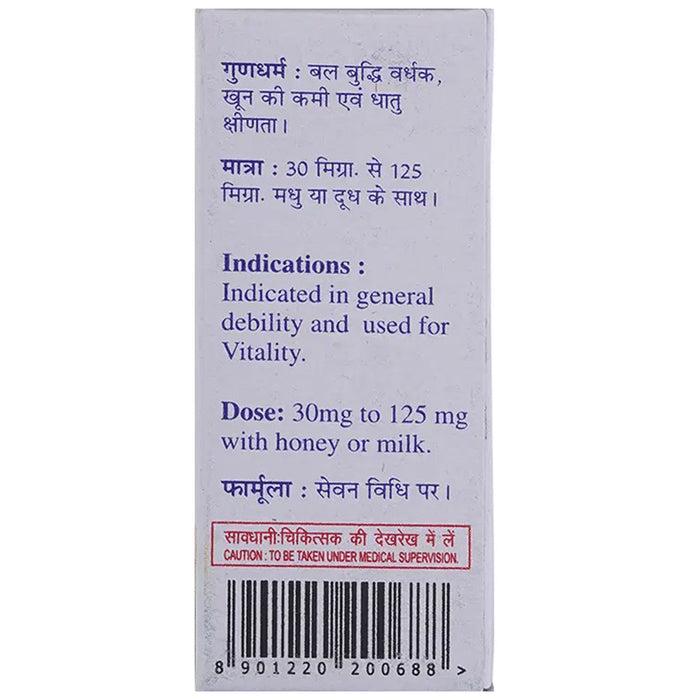 गुणधर्म : बल बुद्धि वर्धक,
खून की कमी एवं धातु
क्षीणता।
मात्रा : 30 मिग्रा. से 125
मिग्रा. मधु या दूध के साथ।
Indications :
Indicated in general
debility and used for
Vitality.
Dose: 30mg to 125 mg
with honey or milk.
फार्मूला : सेवन विधि पर।
सावधानी:चिकित्सक की देखरेख में लें
CAUTION : TO BE TAKEN UNDER MEDICAL SUPERVISION.
8 901220 200688 >